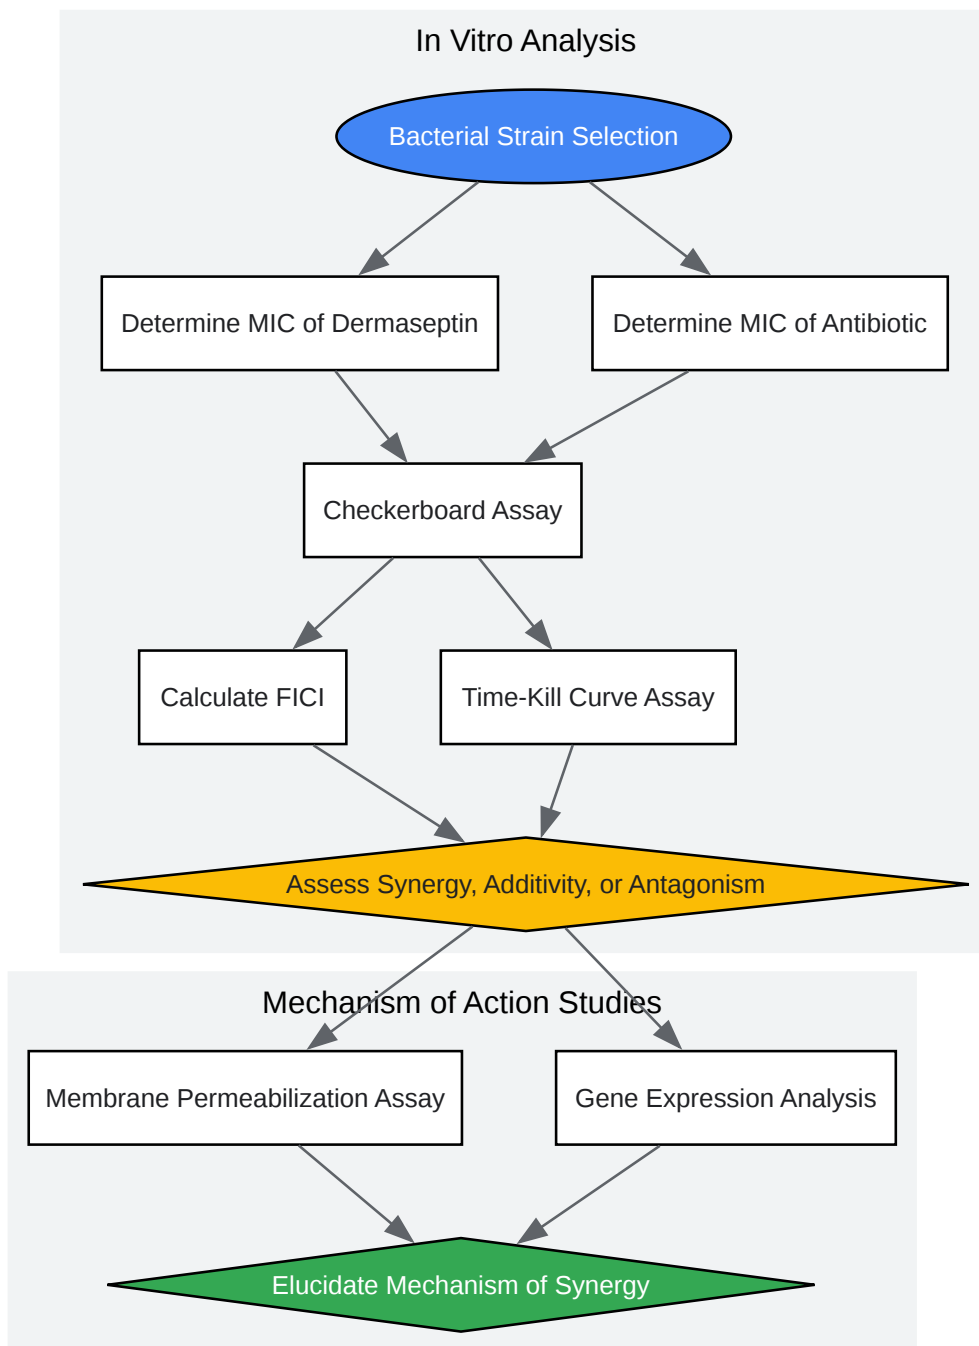 In Vitro Analysis
Bacterial Strain Selection
Determine MIC of Dermaseptin
Determine MIC of Antibiotic
Checkerboard Assay
Calculate FICI
Time-Kill Curve Assay
Assess Synergy, Additivity, or Antagonism
Mechanism of Action Studies
Membrane Permeabilization Assay
Gene Expression Analysis
Elucidate Mechanism of Synergy